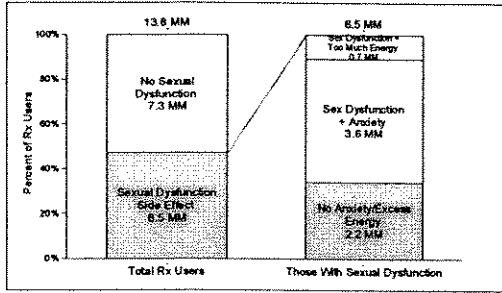 13.8 MM
6.5 MM
100%
80%
60%
40%
20%
0%
Percent of Rx Users
No Sexual
Dysfunction
7.3 MM
Sexual Dysfunction
Side Effect
6.5 MM
Sex Dysfunction +
Too Much Energy
0.7 MM
Sex Dysfunction
+ Anxiety
3.6 MM
No Anxiety/Excess
Energy
2.2 MM
Total Rx Users
Those With Sexual Dysfunction